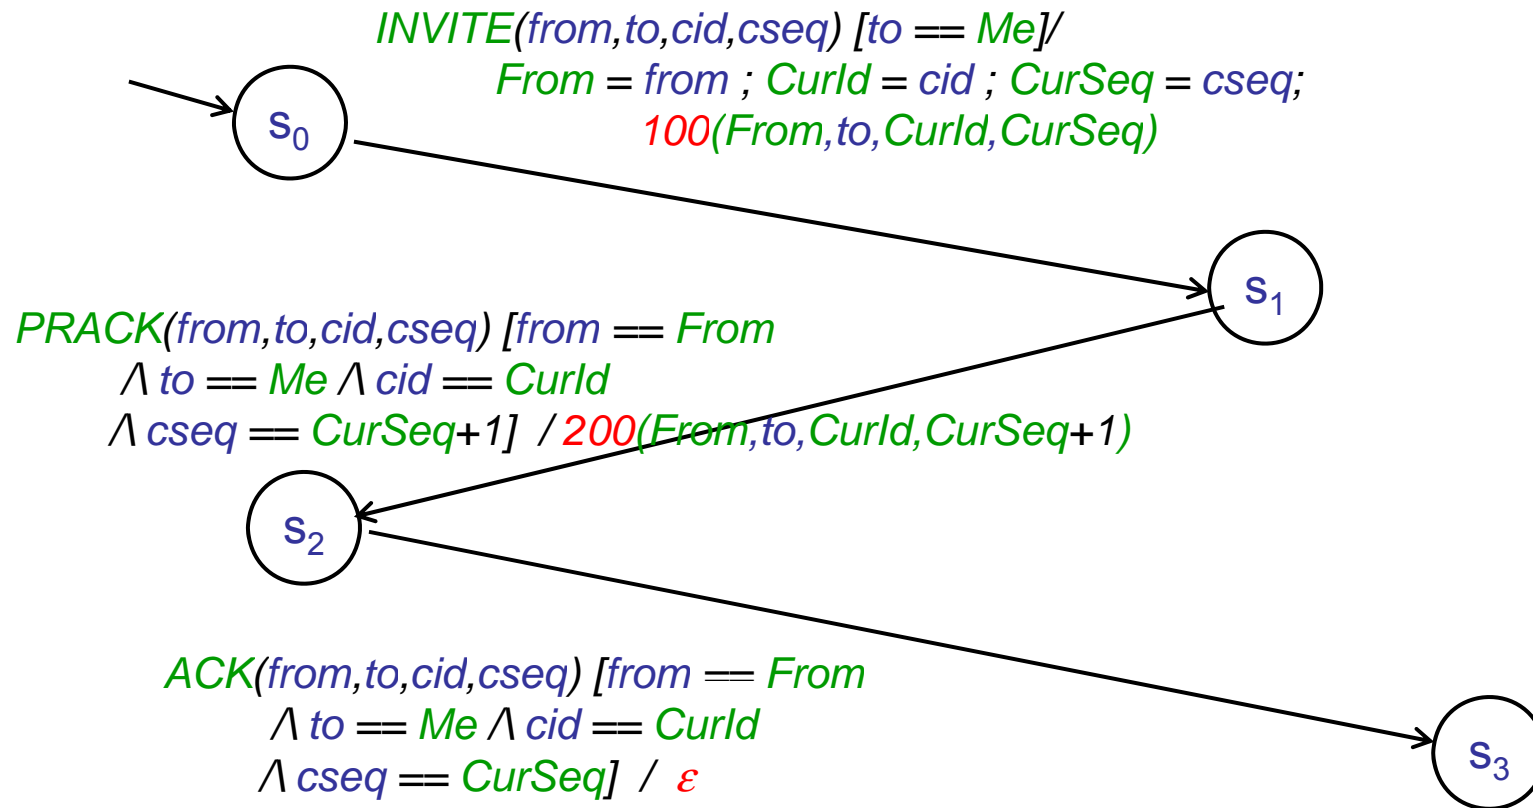 INVITE(from,to,cid,cseq) [to == Me]/
From = from ; CurId = cid ; CurSeq = cseq;
100(From,to,CurId,CurSeq)
s₀
s₁
PRACK(from,to,cid,cseq) [from == From
/\ to == Me /\ cid == CurId
/\ cseq == CurSeq+1] / 200(From,to,CurId,CurSeq+1)
s₂
ACK(from,to,cid,cseq) [from == From
/\ to == Me /\ cid == CurId
/\ cseq == CurSeq] / ε
s₃